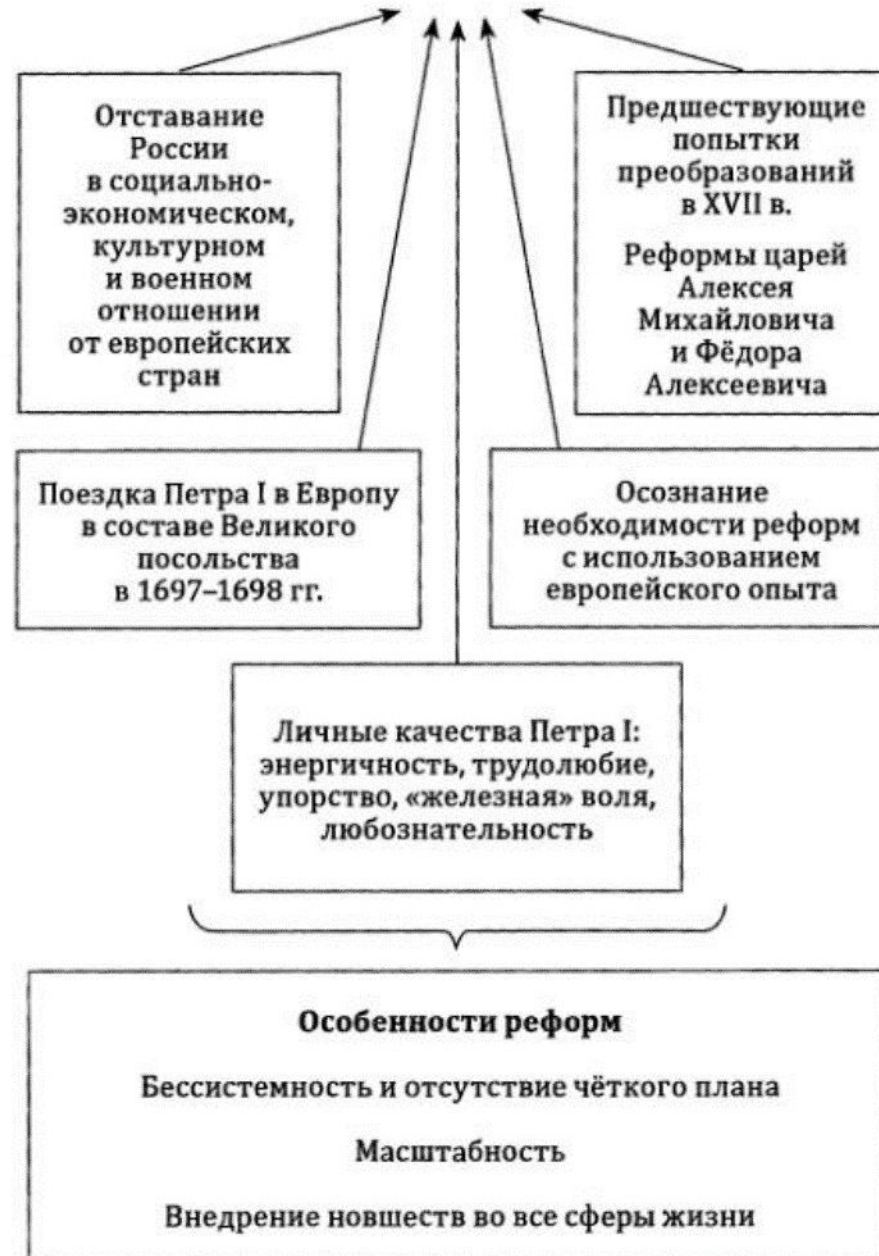 Отставание
России
в социально-
экономическом,
культурном
и военном
отношении
от европейских
стран
Предшествующие
попытки
преобразований
в XVII в.
Реформы царей
Алексея
Михайловича
и Фёдора
Алексеевича
Поездка Петра I в Европу
в составе Великого
посольства
в 1697–1698 гг.
Осознание
необходимости реформ
с использованием
европейского опыта
Личные качества Петра I:
энергичность, трудолюбие,
упорство, «железная» воля,
любознательность
Особенности реформ
Бессистемность и отсутствие чёткого плана
Масштабность
Внедрение новшеств во все сферы жизни